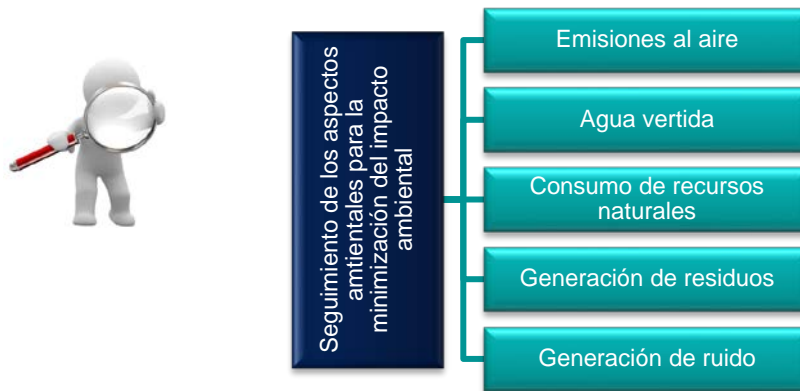 Seguimiento de los aspectos
amtientales para la
minimización del impacto
ambiental
Emisiones al aire
Agua vertida
Consumo de recursos
naturales
Generación de residuos
Generación de ruido